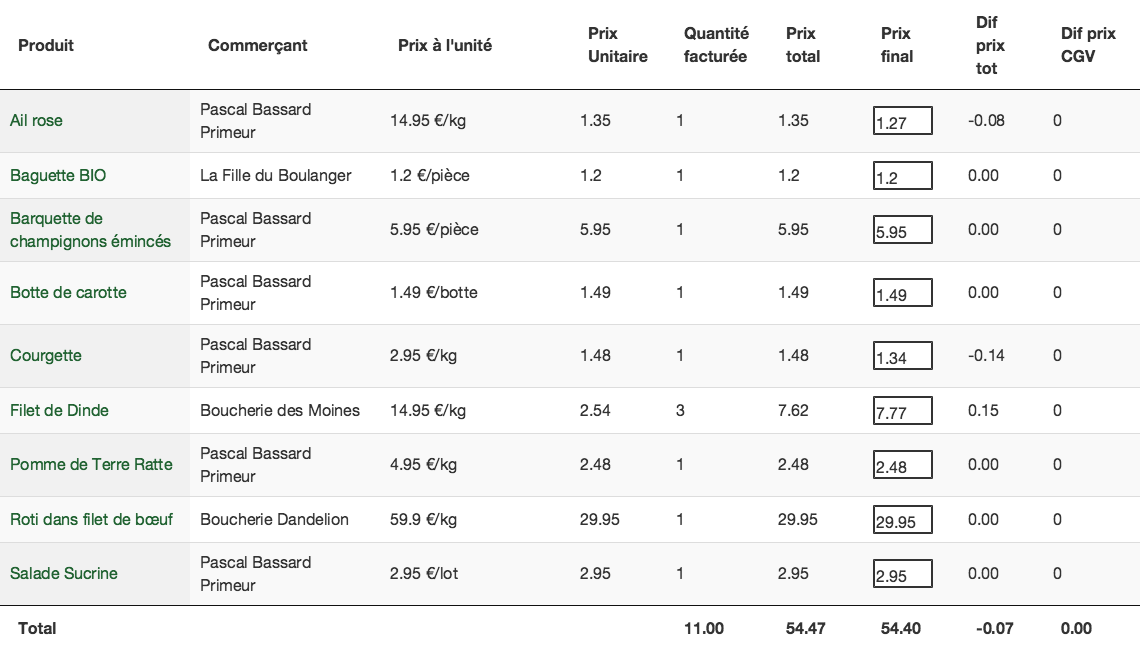 Produit Commerçant Prix à l'unité Prix Unitaire Quantité facturée Prix total Prix final Dif prix tot Dif prix CGV
Ail rose Pascal Bassard Primeur 14.95 €/kg 1.35 1 1.35 1.27 -0.08 0
Baguette BIO La Fille du Boulanger 1.2 €/pièce 1.2 1 1.2 1.2 0.00 0
Barquette de champignons émincés Pascal Bassard Primeur 5.95 €/pièce 5.95 1 5.95 5.95 0.00 0
Botte de carotte Pascal Bassard Primeur 1.49 €/botte 1.49 1 1.49 1.49 0.00 0
Courgette Pascal Bassard Primeur 2.95 €/kg 1.48 1 1.48 1.34 -0.14 0
Filet de Dinde Boucherie des Moines 14.95 €/kg 2.54 3 7.62 7.77 0.15 0
Pomme de Terre Ratte Pascal Bassard Primeur 4.95 €/kg 2.48 1 2.48 2.48 0.00 0
Roti dans filet de bœuf Boucherie Dandelion 59.9 €/kg 29.95 1 29.95 29.95 0.00 0
Salade Sucrine Pascal Bassard Primeur 2.95 €/lot 2.95 1 2.95 2.95 0.00 0
Total 11.00 54.47 54.40 -0.07 0.00